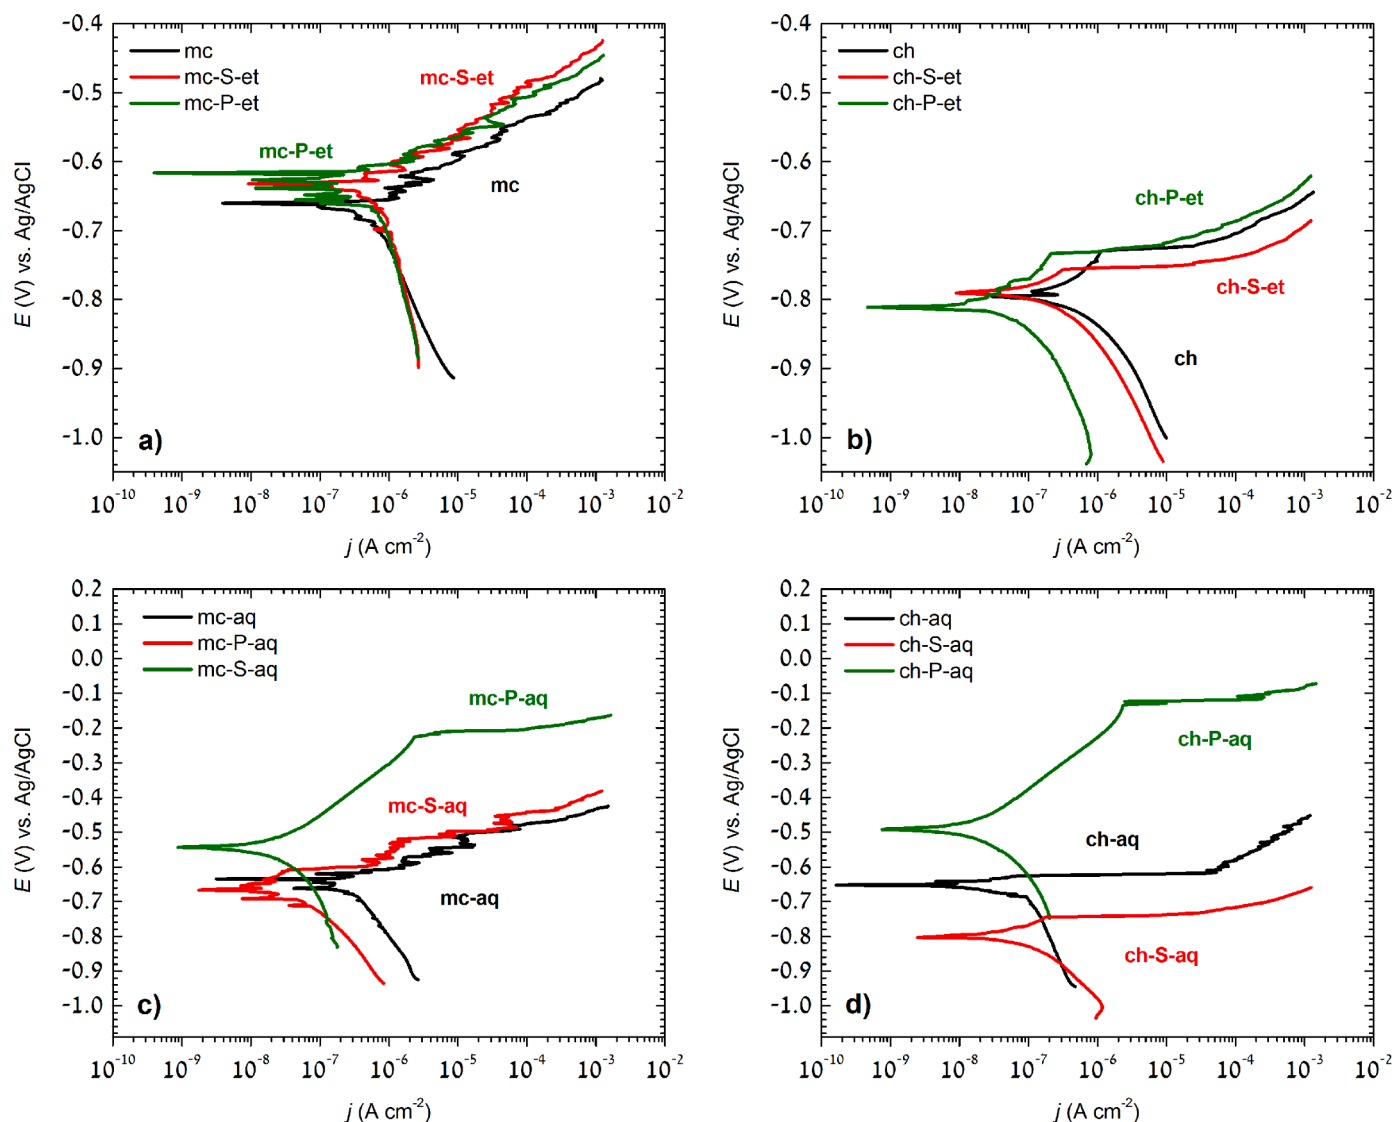 -0.4
-0.5
-0.6
-0.7
-0.8
-0.9
-1.0
E (V) vs. Ag/AgCl
mc
mc-S-et
mc-P-et
mc-S-et
mc-P-et
mc
a)
10⁻¹⁰ 10⁻⁹ 10⁻⁸ 10⁻⁷ 10⁻⁶ 10⁻⁵ 10⁻⁴ 10⁻³ 10⁻²
j (A cm⁻²)
-0.4
-0.5
-0.6
-0.7
-0.8
-0.9
-1.0
E (V) vs. Ag/AgCl
ch
ch-S-et
ch-P-et
ch-P-et
ch-S-et
ch
b)
10⁻¹⁰ 10⁻⁹ 10⁻⁸ 10⁻⁷ 10⁻⁶ 10⁻⁵ 10⁻⁴ 10⁻³ 10⁻²
j (A cm⁻²)
0.2
0.1
0.0
-0.1
-0.2
-0.3
-0.4
-0.5
-0.6
-0.7
-0.8
-0.9
-1.0
E (V) vs. Ag/AgCl
mc-aq
mc-P-aq
mc-S-aq
mc-P-aq
mc-S-aq
mc-aq
c)
10⁻¹⁰ 10⁻⁹ 10⁻⁸ 10⁻⁷ 10⁻⁶ 10⁻⁵ 10⁻⁴ 10⁻³ 10⁻²
j (A cm⁻²)
0.2
0.1
0.0
-0.1
-0.2
-0.3
-0.4
-0.5
-0.6
-0.7
-0.8
-0.9
-1.0
E (V) vs. Ag/AgCl
ch-aq
ch-S-aq
ch-P-aq
ch-P-aq
ch-aq
ch-S-aq
d)
10⁻¹⁰ 10⁻⁹ 10⁻⁸ 10⁻⁷ 10⁻⁶ 10⁻⁵ 10⁻⁴ 10⁻³ 10⁻²
j (A cm⁻²)